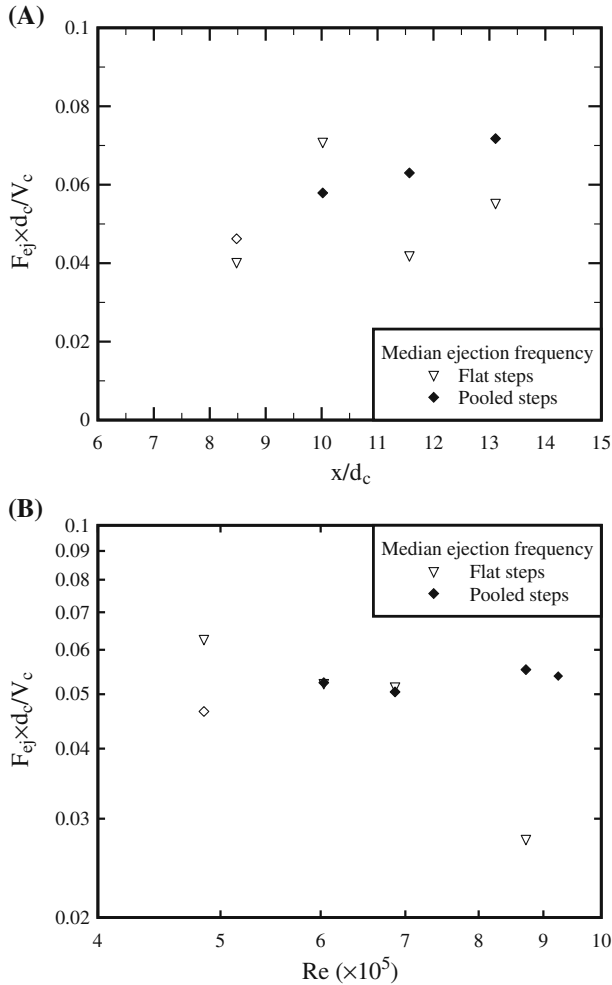 (A)
0.1
0.08
0.06
0.04
0.02
0
F_ej×d_c/V_c
6 7 8 9 10 11 12 13 14 15
x/d_c
Median ejection frequency
Flat steps
Pooled steps
(B)
0.1
0.09
0.08
0.07
0.06
0.05
0.04
0.03
0.02
F_ej×d_c/V_c
Median ejection frequency
Flat steps
Pooled steps
4 5 6 7 8 9 10
Re (×10^5)